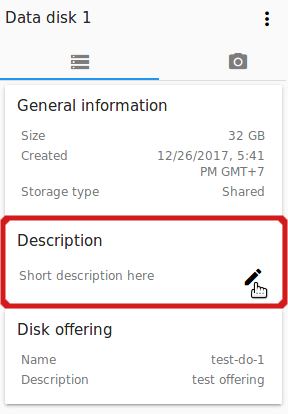 Data disk 1
General information
Size 32 GB
Created 12/26/2017, 5:41
PM GMT+7
Storage type Shared
Description
Short description here
Disk offering
Name test-do-1
Description test offering